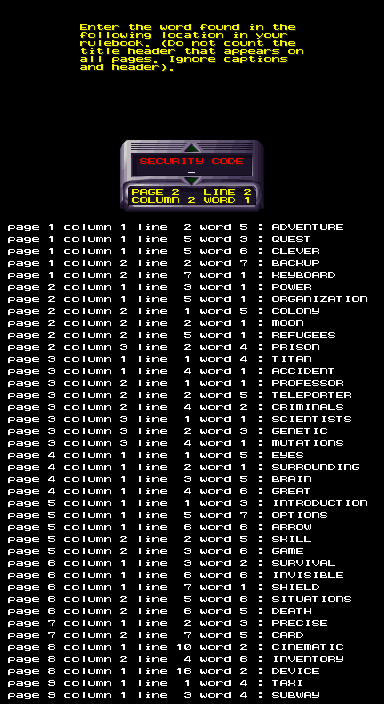 Enter the word found in the
following location in your
rulebook. (Do not count the
title header that appears on
all pages. Ignore captions
and header).
SECURITY CODE
_
PAGE 2 LINE 2
COLUMN 2 WORD 1
page 1 column 1 line 2 word 5 : ADVENTURE
page 1 column 1 line 5 word 3 : QUEST
page 1 column 1 line 5 word 6 : CLEVER
page 1 column 2 line 2 word 7 : BACKUP
page 1 column 2 line 7 word 1 : KEYBOARD
page 2 column 1 line 3 word 1 : POWER
page 2 column 1 line 5 word 1 : ORGANIZATION
page 2 column 2 line 1 word 5 : COLONY
page 2 column 2 line 2 word 1 : MOON
page 2 column 2 line 5 word 1 : REFUGEES
page 2 column 3 line 2 word 4 : PRISON
page 3 column 1 line 1 word 4 : TITAN
page 3 column 1 line 4 word 1 : ACCIDENT
page 3 column 2 line 1 word 1 : PROFESSOR
page 3 column 2 line 2 word 5 : TELEPORTER
page 3 column 2 line 4 word 2 : CRIMINALS
page 3 column 3 line 1 word 1 : SCIENTISTS
page 3 column 3 line 2 word 3 : GENETIC
page 3 column 3 line 4 word 1 : MUTATIONS
page 4 column 1 line 1 word 5 : EYES
page 4 column 1 line 2 word 1 : SURROUNDING
page 4 column 1 line 3 word 5 : BRAIN
page 4 column 1 line 4 word 6 : GREAT
page 5 column 1 line 1 word 3 : INTRODUCTION
page 5 column 1 line 5 word 7 : OPTIONS
page 5 column 1 line 6 word 6 : ARROW
page 5 column 2 line 2 word 5 : SKILL
page 5 column 2 line 3 word 6 : GAME
page 6 column 1 line 3 word 2 : SURVIVAL
page 6 column 1 line 6 word 6 : INVISIBLE
page 6 column 1 line 7 word 1 : SHIELD
page 6 column 2 line 5 word 6 : SITUATIONS
page 6 column 2 line 6 word 5 : DEATH
page 7 column 1 line 2 word 3 : PRECISE
page 7 column 2 line 7 word 5 : CARD
page 8 column 1 line 10 word 2 : CINEMATIC
page 8 column 2 line 4 word 6 : INVENTORY
page 8 column 1 line 16 word 2 : DEVICE
page 9 column 1 line 1 word 4 : TAXI
page 9 column 1 line 3 word 4 : SUBWAY